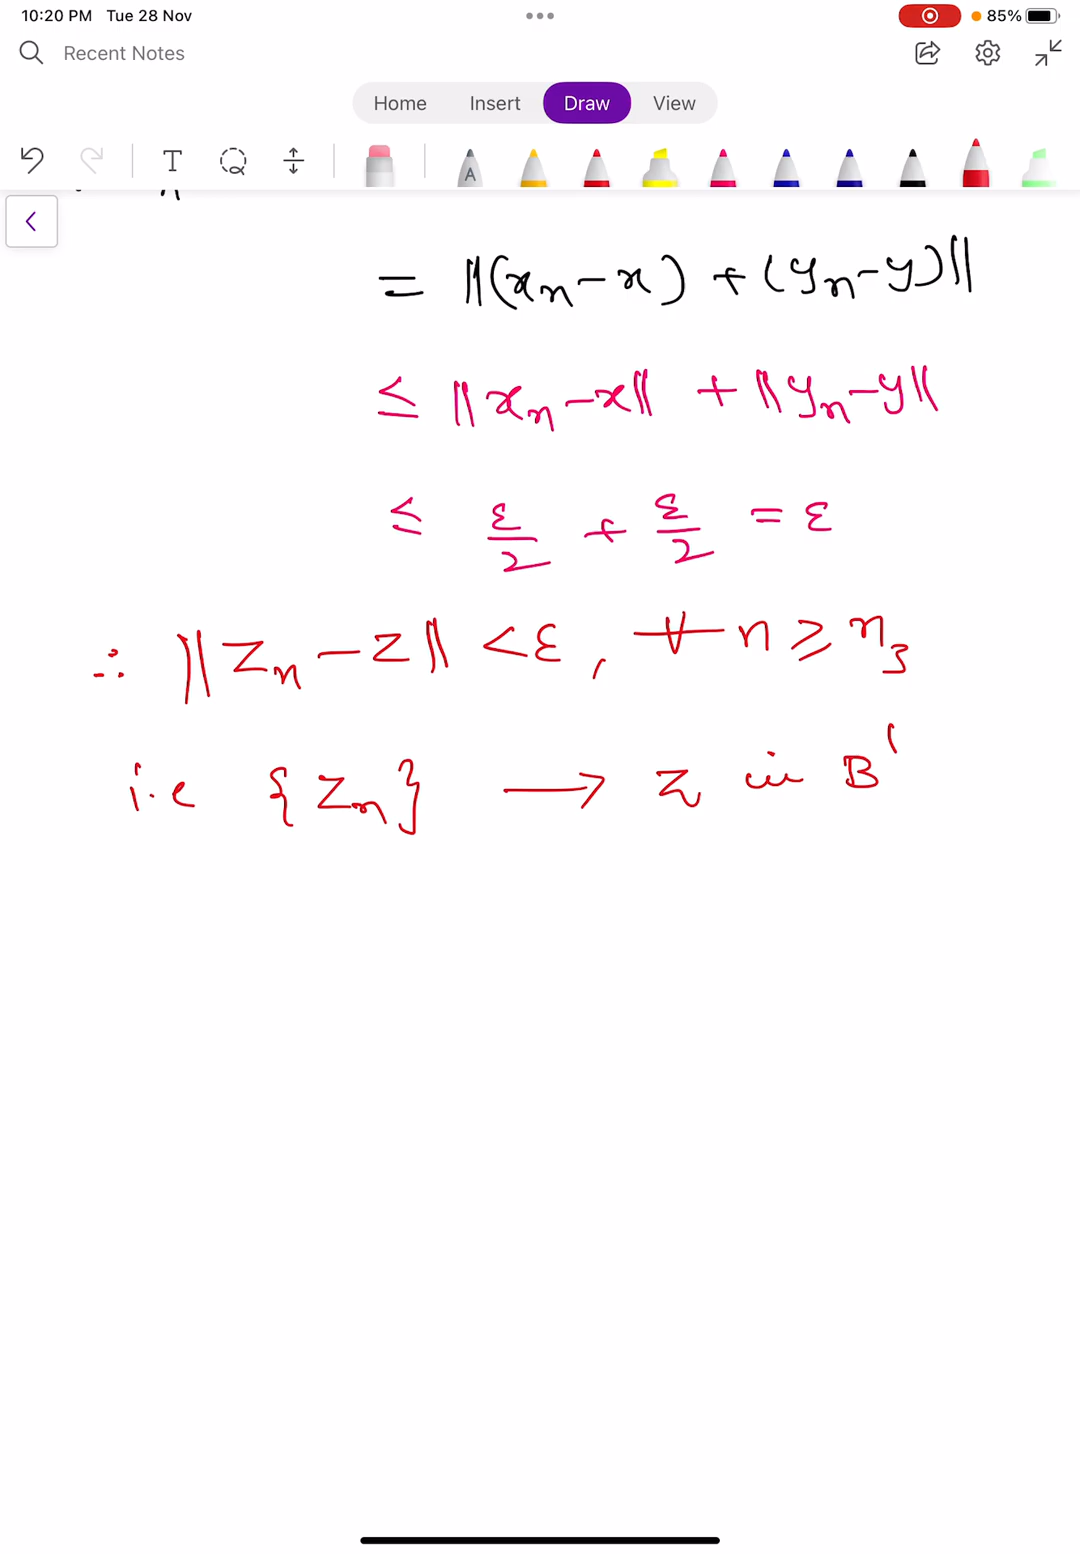 10:20 PM Tue 28 Nov 85%
Recent Notes
Home Insert Draw View
T A
= ||(xₙ - x) + (yₙ - y)||
≤ ||xₙ - x|| + ||yₙ - y||
≤ ε/2 + ε/2 = ε
∴ ||zₙ - z|| < ε, ∀ n ≥ n₃
i.e {zₙ} → z in B'